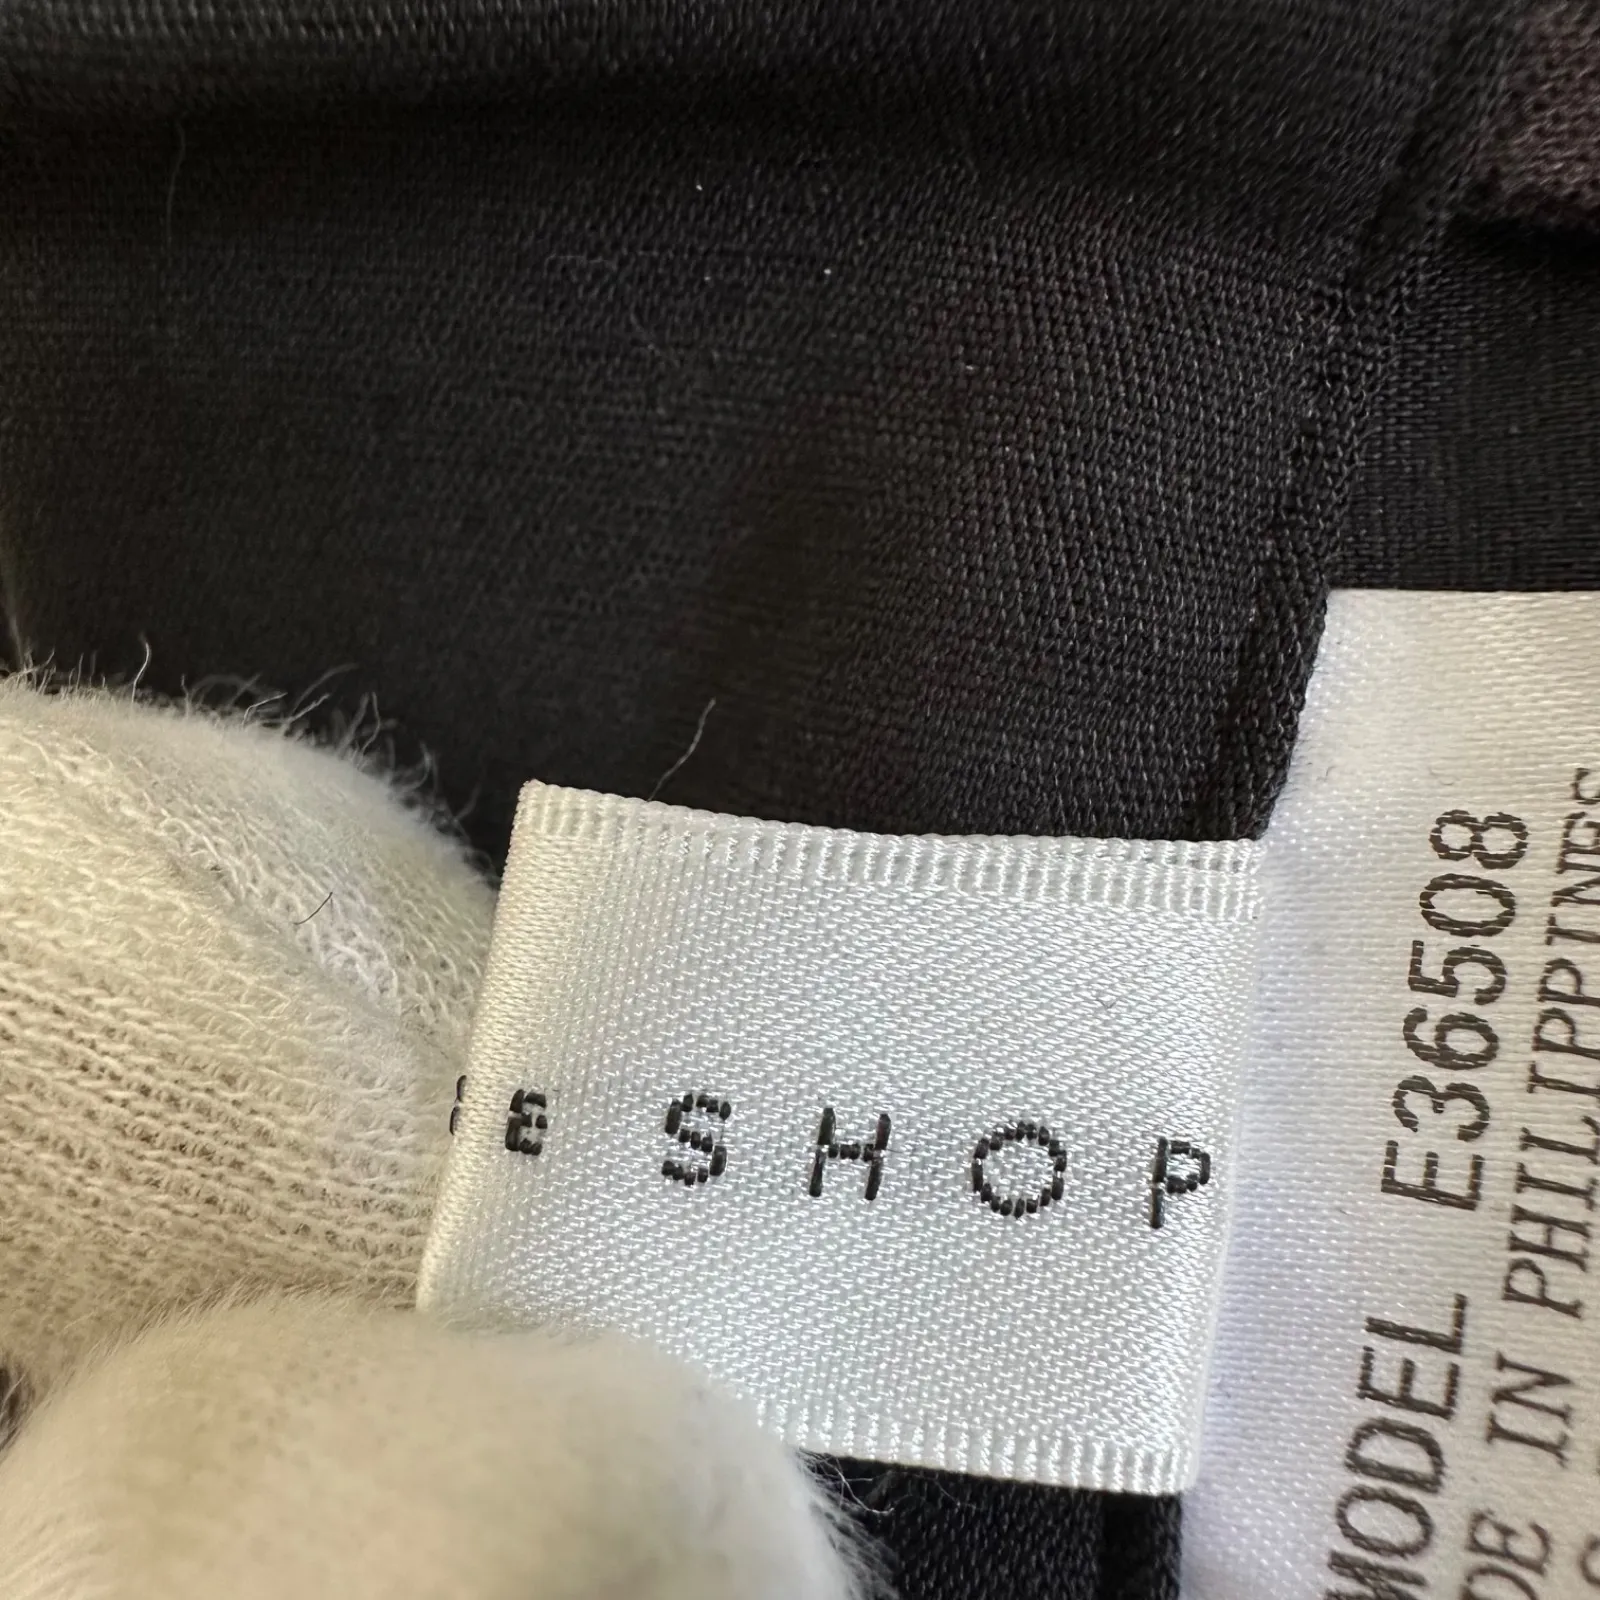 E SHOP
MODEL E36508
DE IN PHILIPPINES